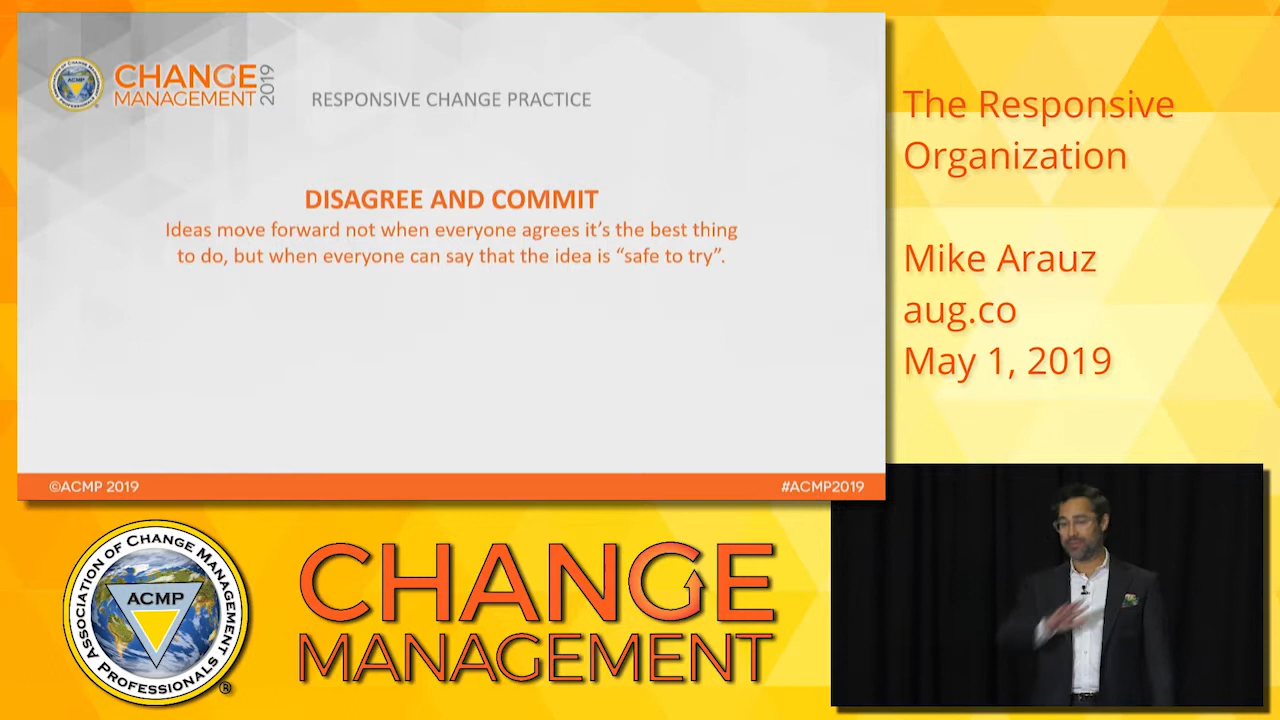 CHANGE
MANAGEMENT
2019
ACMP
RESPONSIVE CHANGE PRACTICE
DISAGREE AND COMMIT
Ideas move forward not when everyone agrees it’s the best thing
to do, but when everyone can say that the idea is “safe to try”.
©ACMP 2019
#ACMP2019
The Responsive
Organization
Mike Arauz
aug.co
May 1, 2019
ASSOCIATION OF CHANGE MANAGEMENT PROFESSIONALS
ACMP
®
CHANGE
MANAGEMENT